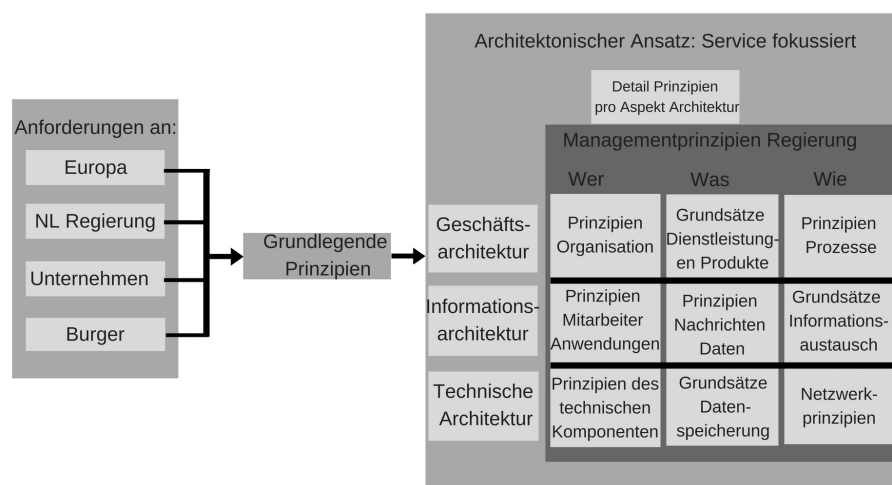 Architektonischer Ansatz: Service fokussiert
Detail Prinzipien
pro Aspekt Architektur
Anforderungen an:
Europa
NL Regierung
Unternehmen
Burger
Grundlegende
Prinzipien
Managementprinzipien Regierung
Wer
Was
Wie
Geschäfts-
architektur
Prinzipien
Organisation
Grundsätze
Dienstleistung-
en Produkte
Prinzipien
Prozesse
Informations-
architektur
Prinzipien
Mitarbeiter
Anwendungen
Prinzipien
Nachrichten
Daten
Grundsätze
Informations-
austausch
Technische
Architektur
Prinzipien des
technischen
Komponenten
Grundsätze
Daten-
speicherung
Netzwerk-
prinzipien